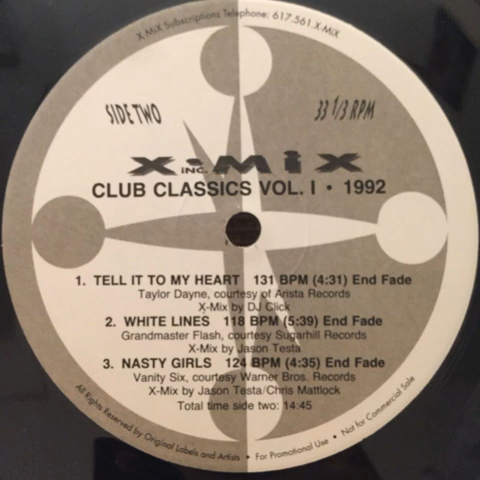 X-MiX Subscriptions Telephone: 617.561.X-MiX
SIDE TWO
33 1/3 RPM
X-MiX
INC.
CLUB CLASSICS VOL. I • 1992
1. TELL IT TO MY HEART 131 BPM (4:31) End Fade
Taylor Dayne, courtesy of Arista Records
X-Mix by DJ Click
2. WHITE LINES 118 BPM (5:39) End Fade
Grandmaster Flash, courtesy Sugarhill Records
X-Mix by Jason Testa
3. NASTY GIRLS 124 BPM (4:35) End Fade
Vanity Six, courtesy Warner Bros. Records
X-Mix by Jason Testa/Chris Mattlock
Total time side two: 14:45
All Rights Reserved by Original Labels and Artists • For Promotional Use • Not for Commercial Sale